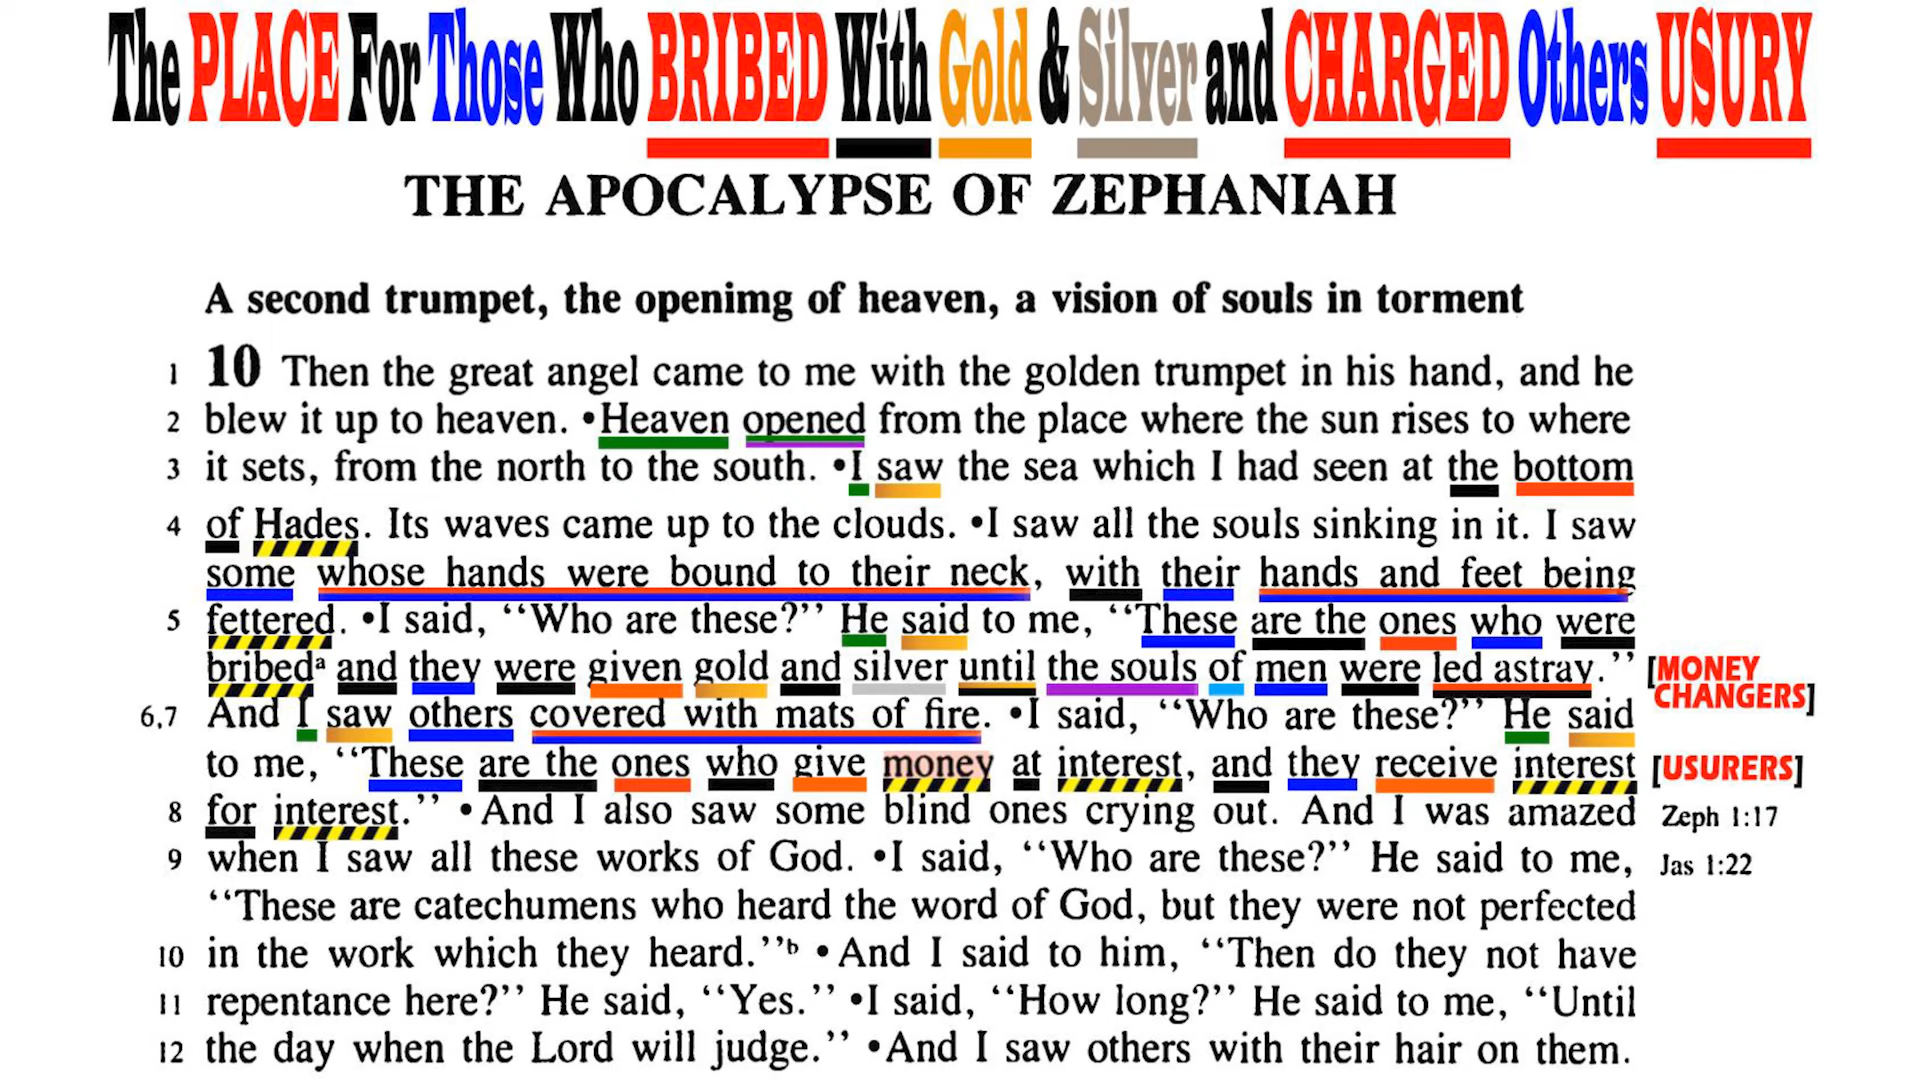 The PLACE For Those Who BRIBED With Gold & Silver and CHARGED Others USURY
THE APOCALYPSE OF ZEPHANIAH
A second trumpet, the openimg of heaven, a vision of souls in torment
1 10 Then the great angel came to me with the golden trumpet in his hand, and he
2 blew it up to heaven. •Heaven opened from the place where the sun rises to where
3 it sets, from the north to the south. •I saw the sea which I had seen at the bottom
4 of Hades. Its waves came up to the clouds. •I saw all the souls sinking in it. I saw
some whose hands were bound to their neck, with their hands and feet being
5 fettered. •I said, “Who are these?” He said to me, “These are the ones who were
bribedᵃ and they were given gold and silver until the souls of men were led astray.” [MONEY CHANGERS]
6,7 And I saw others covered with mats of fire. •I said, “Who are these?” He said
to me, “These are the ones who give money at interest, and they receive interest [USURERS]
8 for interest.” •And I also saw some blind ones crying out. And I was amazed Zeph 1:17
9 when I saw all these works of God. •I said, “Who are these?” He said to me, Jas 1:22
“These are catechumens who heard the word of God, but they were not perfected
10 in the work which they heard.”ᵇ •And I said to him, “Then do they not have
11 repentance here?” He said, “Yes.” •I said, “How long?” He said to me, “Until
12 the day when the Lord will judge.” •And I saw others with their hair on them.